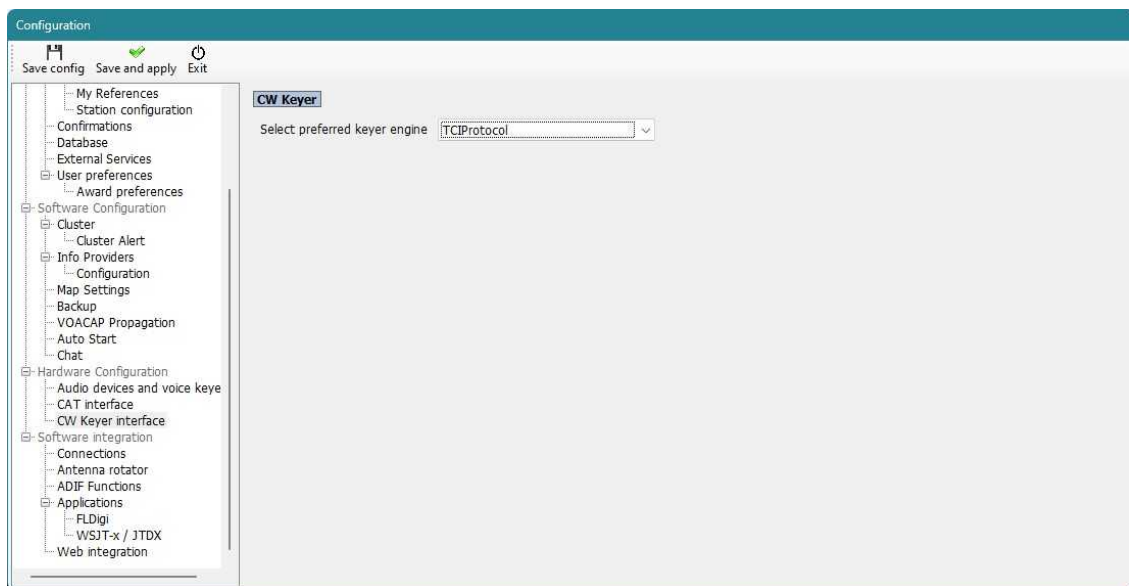 Configuration
Save config Save and apply Exit
My References
Station configuration
Confirmations
Database
External Services
User preferences
Award preferences
Software Configuration
Cluster
Cluster Alert
Info Providers
Configuration
Map Settings
Backup
VOACAP Propagation
Auto Start
Chat
Hardware Configuration
Audio devices and voice keye
CAT interface
CW Keyer interface
Software integration
Connections
Antenna rotator
ADIF Functions
Applications
FLDigi
WSJT-x / JTDX
Web integration
CW Keyer
Select preferred keyer engine TCIProtocol